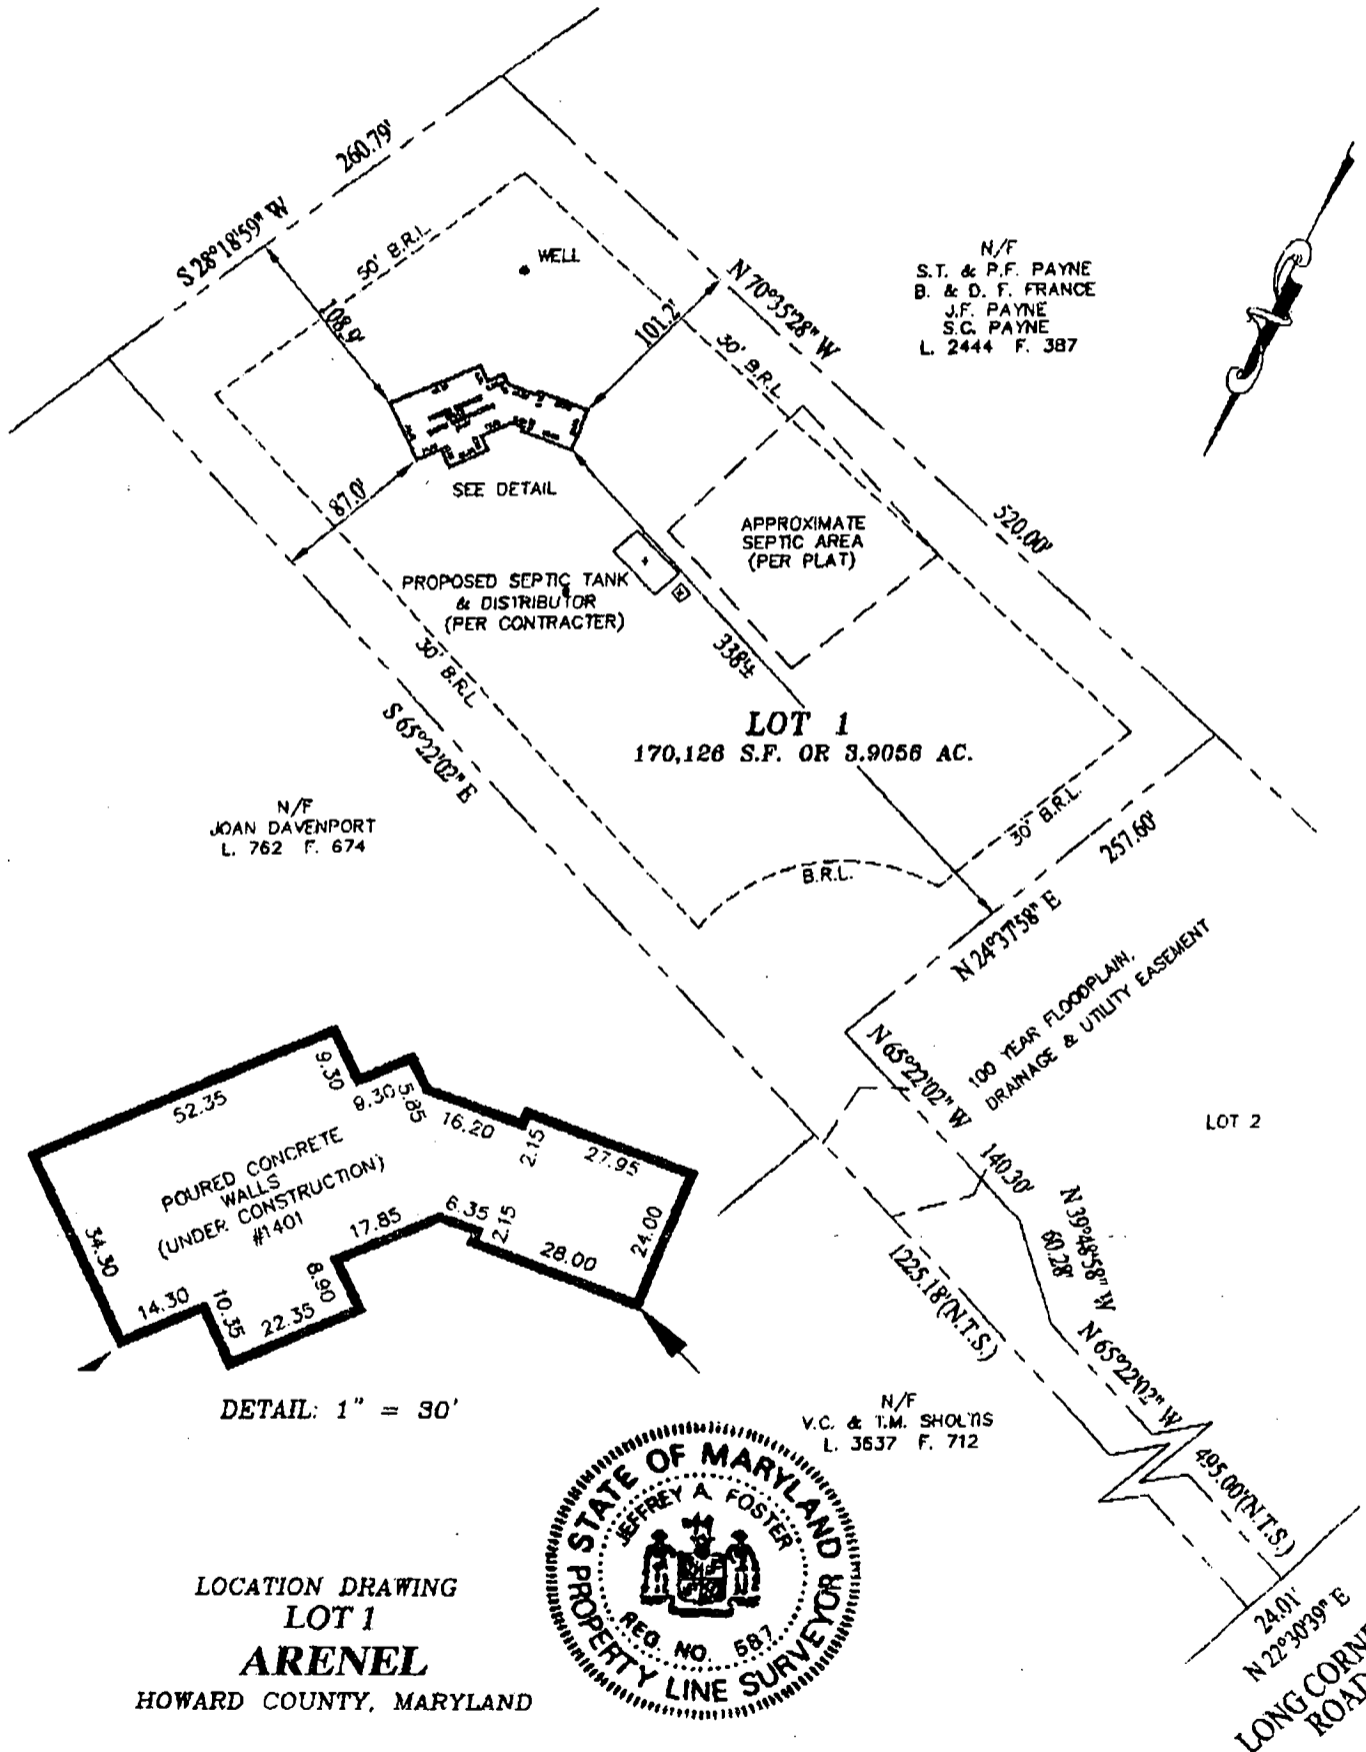 260.79'
S 28°18'59" W
50' B.R.L.
WELL
N 70°35'28" W
N/F
S.T. & P.F. PAYNE
B. & D. F. FRANCE
J.F. PAYNE
S.C. PAYNE
L. 2444 F. 387
108.9'
101.2'
30' B.R.L.
87.0'
SEE DETAIL
520.00'
APPROXIMATE
SEPTIC AREA
(PER PLAT)
PROPOSED SEPTIC TANK
& DISTRIBUTOR
(PER CONTRACTER)
30' B.R.L.
S 65°22'02" E
LOT 1
170,126 S.F. OR 3.9056 AC.
N/F
JOAN DAVENPORT
L. 762 F. 674
30' B.R.L.
257.60'
B.R.L.
N 24°37'58" E
100 YEAR FLOODPLAIN,
DRAINAGE & UTILITY EASEMENT
N 65°22'02" W
140.30'
LOT 2
N 39°48'58" W
60.28'
1225.18'(N.T.S.)
N 65°22'02" W
495.00'(N.T.S.)
52.35
9.30
9.30
5.85
16.20
2.15
27.95
POURED CONCRETE
WALLS
(UNDER CONSTRUCTION)
#1401
34.30
14.30
10.35
22.35
8.90
17.85
6.35
2.15
28.00
24.00
DETAIL: 1" = 30'
N/F
V.C. & T.M. SHOLTIS
L. 3637 F. 712
STATE OF MARYLAND
JEFFREY A. FOSTER
REG. NO. 587
PROPERTY LINE SURVEYOR
24.01'
N 22°30'39" E
LONG CORNE
ROAD
LOCATION DRAWING
LOT 1
ARENEL
HOWARD COUNTY, MARYLAND